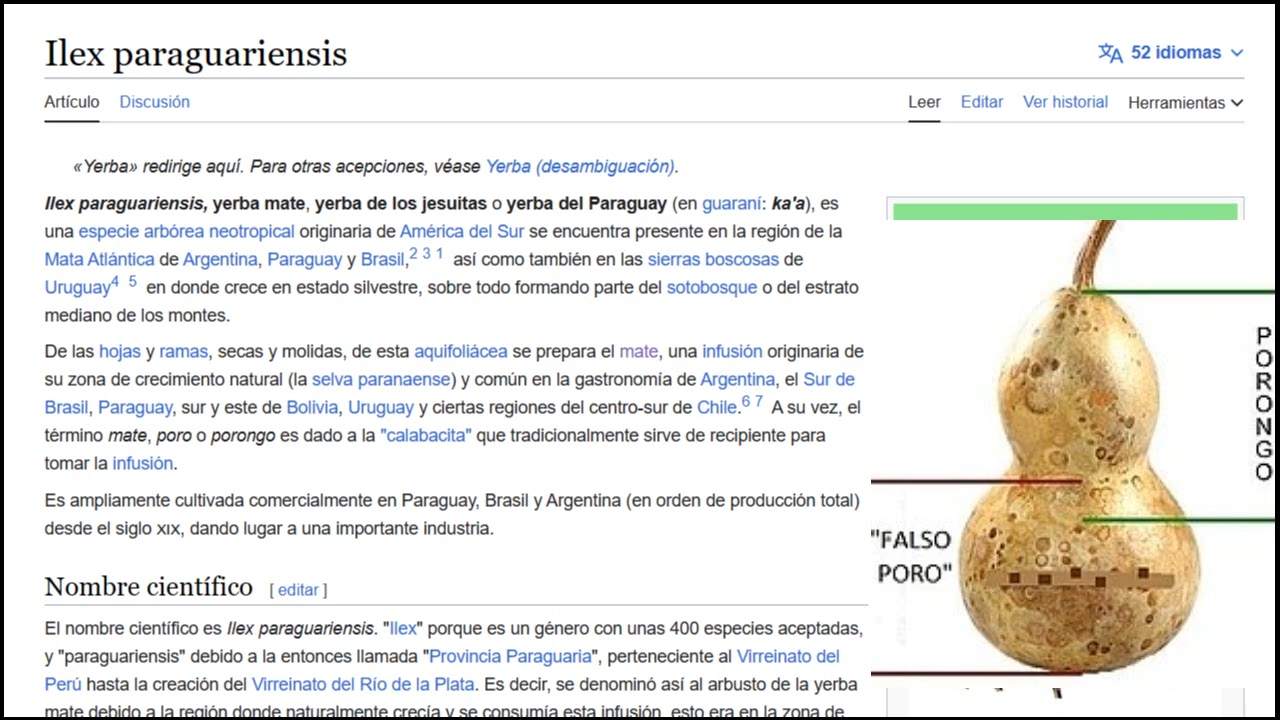 Ilex paraguariensis
52 idiomas
Artículo Discusión Leer Editar Ver historial Herramientas
«Yerba» redirige aquí. Para otras acepciones, véase Yerba (desambiguación).
Ilex paraguariensis, yerba mate, yerba de los jesuitas o yerba del Paraguay (en guaraní: ka'a), es
una especie arbórea neotropical originaria de América del Sur se encuentra presente en la región de la
Mata Atlántica de Argentina, Paraguay y Brasil,2 3 1 así como también en las sierras boscosas de
Uruguay4 5 en donde crece en estado silvestre, sobre todo formando parte del sotobosque o del estrato
mediano de los montes.
De las hojas y ramas, secas y molidas, de esta aquifoliácea se prepara el mate, una infusión originaria de
su zona de crecimiento natural (la selva paranaense) y común en la gastronomía de Argentina, el Sur de
Brasil, Paraguay, sur y este de Bolivia, Uruguay y ciertas regiones del centro-sur de Chile.6 7 A su vez, el
término mate, poro o porongo es dado a la "calabacita" que tradicionalmente sirve de recipiente para
tomar la infusión.
Es ampliamente cultivada comercialmente en Paraguay, Brasil y Argentina (en orden de producción total)
desde el siglo XIX, dando lugar a una importante industria.
Nombre científico [ editar ]
El nombre científico es Ilex paraguariensis. "Ilex" porque es un género con unas 400 especies aceptadas,
y "paraguariensis" debido a la entonces llamada "Provincia Paraguaria", perteneciente al Virreinato del
Perú hasta la creación del Virreinato del Río de la Plata. Es decir, se denominó así al arbusto de la yerba
mate debido a la región donde naturalmente crecía y se consumía esta infusión, esto era en la zona de
PORONGO
"FALSO
PORO"